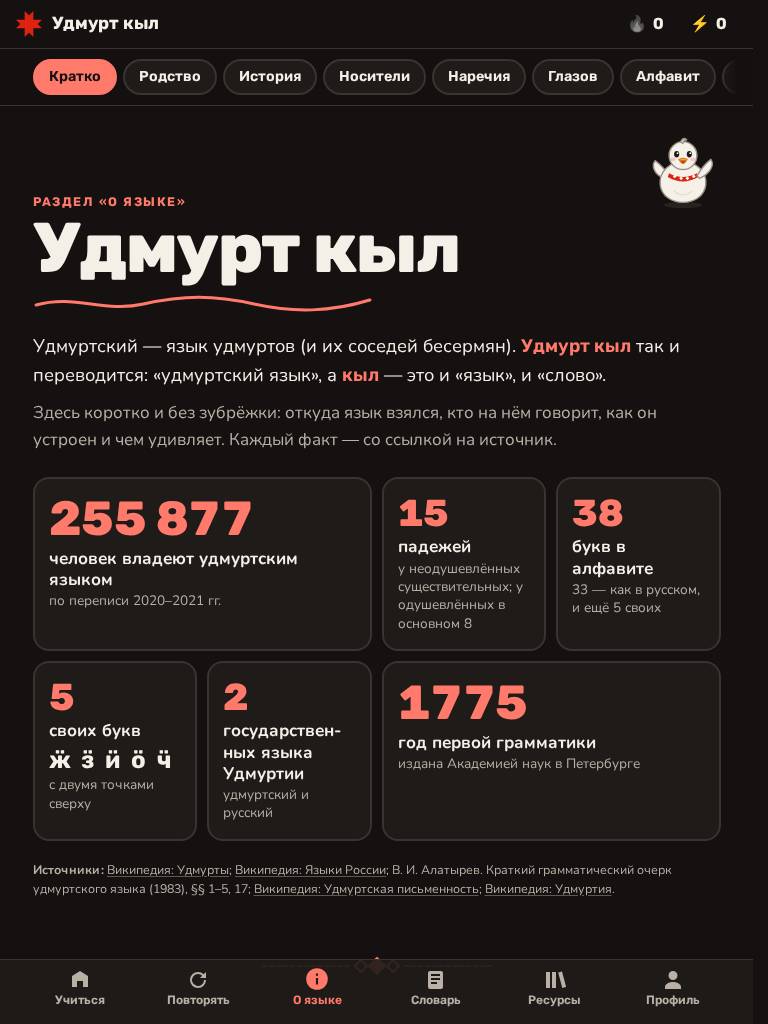 Удмурт кыл
0
0
Кратко
Родство
История
Носители
Наречия
Глазов
Алфавит
РАЗДЕЛ «О ЯЗЫКЕ»
Удмурт кыл
Удмуртский — язык удмуртов (и их соседей бесермян). Удмурт кыл так и
переводится: «удмуртский язык», а кыл — это и «язык», и «слово».
Здесь коротко и без зубрёжки: откуда язык взялся, кто на нём говорит, как он
устроен и чем удивляет. Каждый факт — со ссылкой на источник.
255 877
человек владеют удмуртским
языком
по переписи 2020–2021 гг.
15
падежей
у неодушевлённых
существительных; у
одушевлённых в
основном 8
38
букв в
алфавите
33 — как в русском,
и ещё 5 своих
5
своих букв
ӝ ӟ ӥ ӧ ӵ
с двумя точками
сверху
2
государствен-
ных языка
Удмуртии
удмуртский и
русский
1775
год первой грамматики
издана Академией наук в Петербурге
Источники: Википедия: Удмурты; Википедия: Языки России; В. И. Алатырев. Краткий грамматический очерк
удмуртского языка (1983), §§ 1–5, 17; Википедия: Удмуртская письменность; Википедия: Удмуртия.
Учиться
Повторять
О языке
Словарь
Ресурсы
Профиль